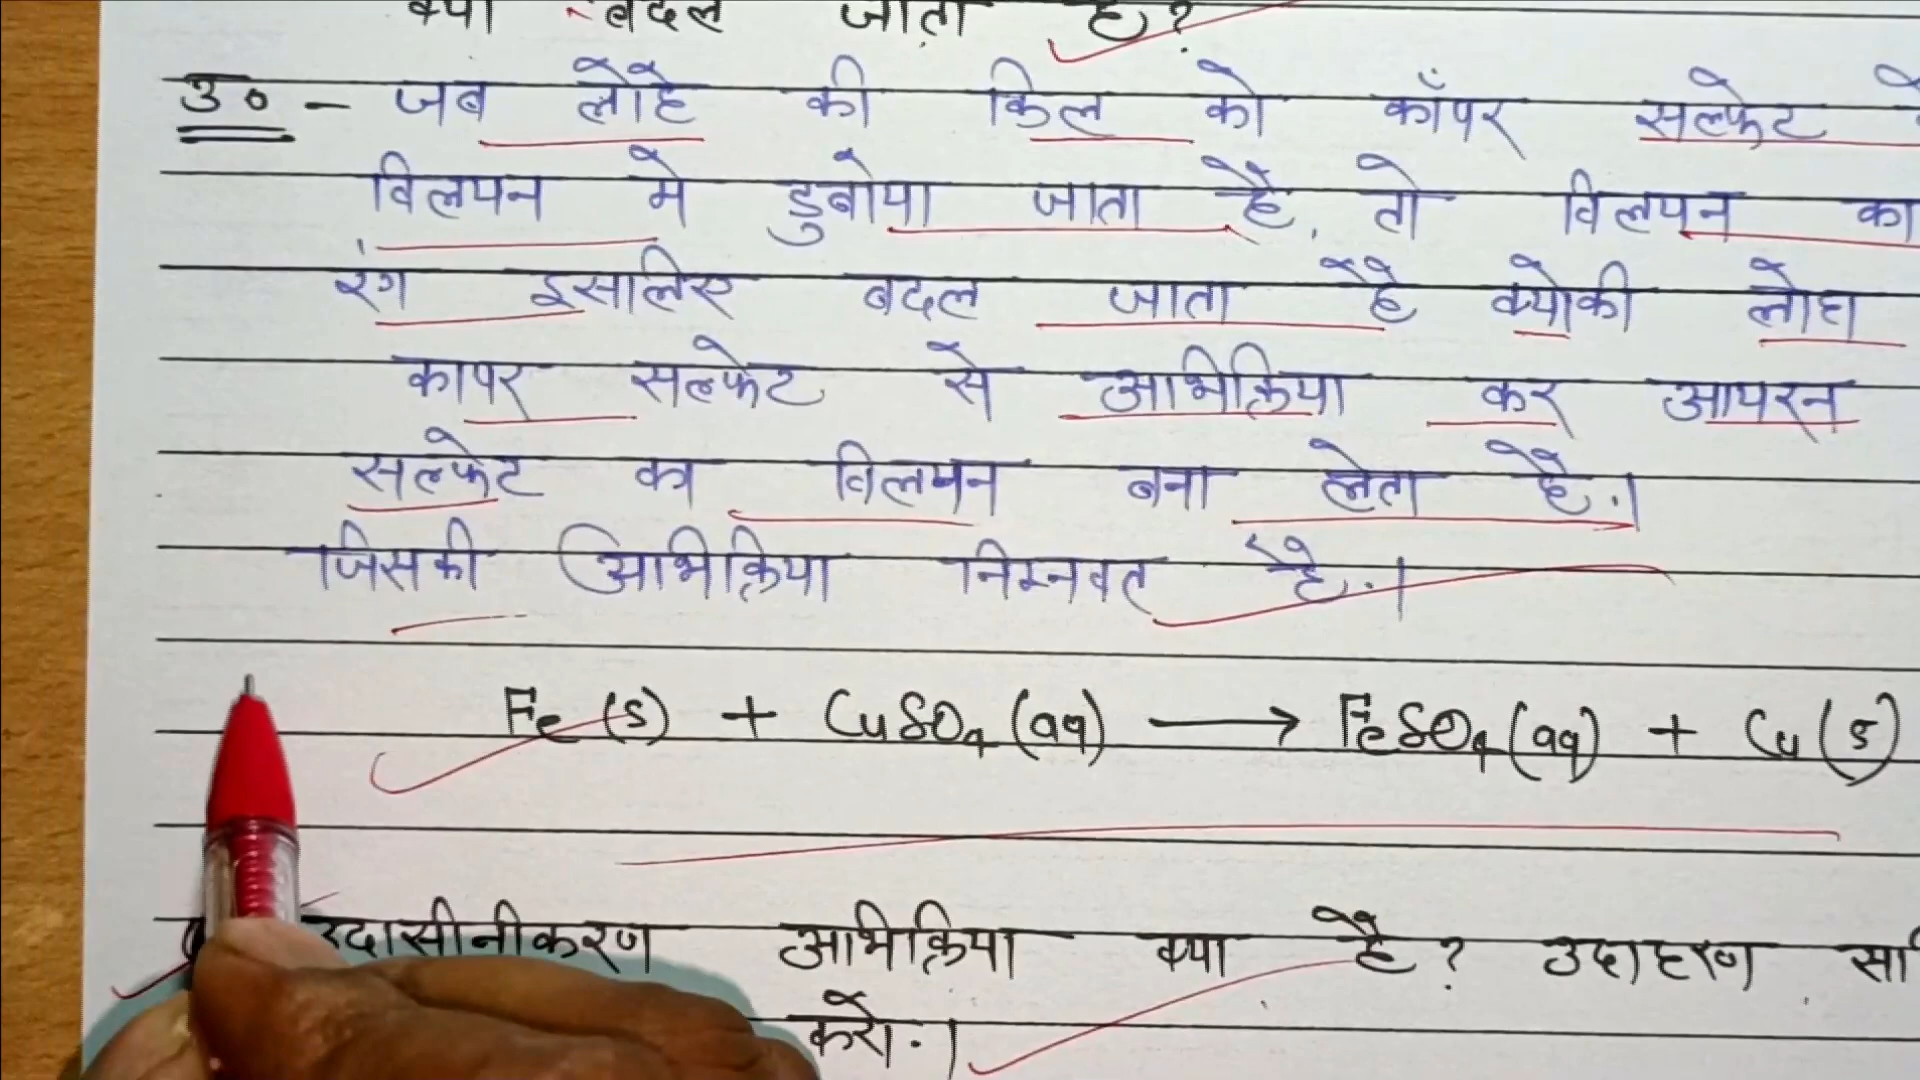 क्यो बदल जाता है?
उ० - जब लोहे की किल को कॉपर सल्फेट
विलयन मे डुबोया जाता है, तो विलयन का
रंग इसलिए बदल जाता है क्योकी लोहा
कापर सल्फेट से अभिक्रिया कर आयरन
सल्फेट का विलयन बना लेता है.।
जिसकी अभिक्रिया निम्नवत है.।
Fe (s) + CuSO₄ (aq) ⟶ FeSO₄ (aq) + Cu (s)
उदासीनीकरण अभिक्रिया क्या है? उदाहरण
करो.।